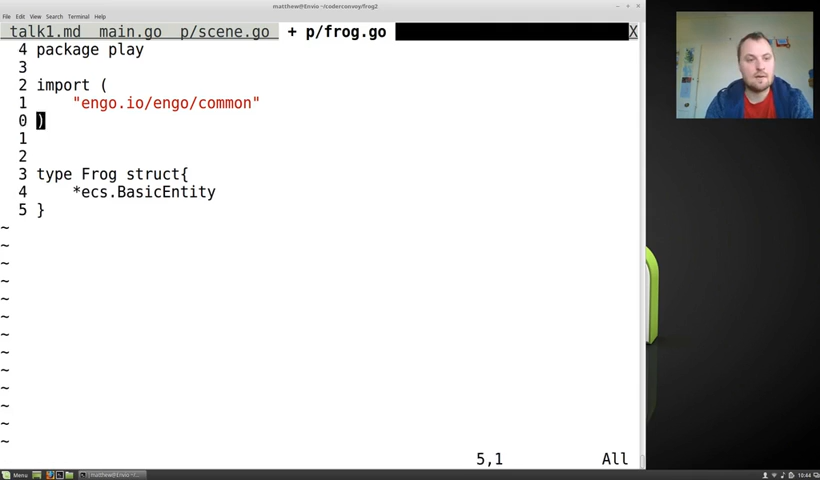 matthew@Envio ~/coderconvey/frog2
File Edit View Search Terminal Help
talk1.md main.go p/scene.go + p/frog.go X
4 package play
3
2 import (
1 "engo.io/engo/common"
0 )
1
2
3 type Frog struct{
4 *ecs.BasicEntity
5 }
~
~
~
~
~
~
~
~
~
~
~
~
~
5,1 All
Menu matthew@Envio ~/... 10:44